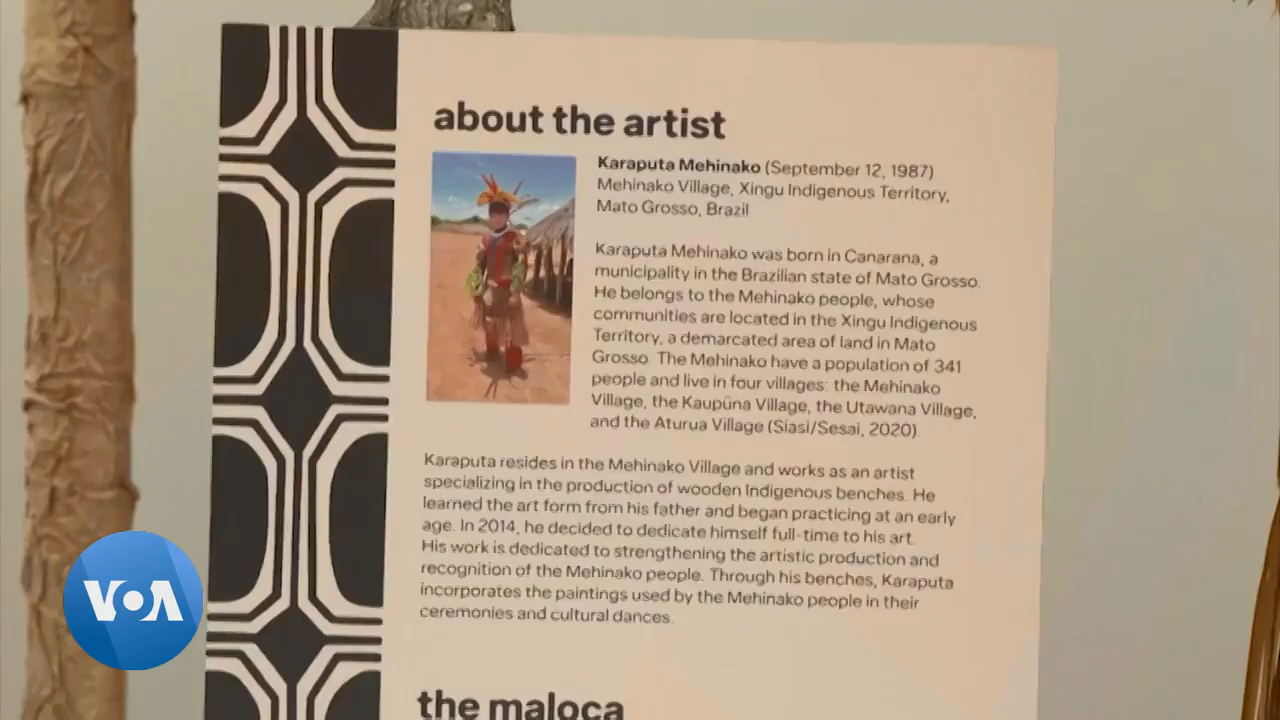 about the artist
Karaputa Mehinako (September 12, 1987)
Mehinako Village, Xingu Indigenous Territory,
Mato Grosso, Brazil
Karaputa Mehinako was born in Canarana, a
municipality in the Brazilian state of Mato Grosso.
He belongs to the Mehinako people, whose
communities are located in the Xingu Indigenous
Territory, a demarcated area of land in Mato
Grosso. The Mehinako have a population of 341
people and live in four villages: the Mehinako
Village, the Kaupüna Village, the Utawana Village,
and the Aturua Village (Siasi/Sesai, 2020).
Karaputa resides in the Mehinako Village and works as an artist
specializing in the production of wooden Indigenous benches. He
learned the art form from his father and began practicing at an early
age. In 2014, he decided to dedicate himself full-time to his art.
His work is dedicated to strengthening the artistic production and
recognition of the Mehinako people. Through his benches, Karaputa
incorporates the paintings used by the Mehinako people in their
ceremonies and cultural dances.
VOA
the maloca